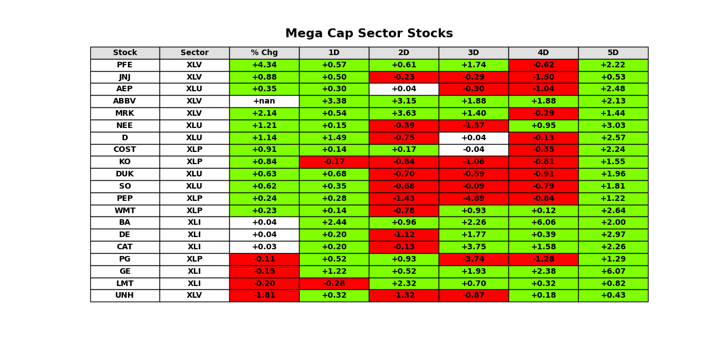 Mega Cap Sector Stocks
Stock Sector % Chg 1D 2D 3D 4D 5D
PFE XLV +4.34 +0.57 +0.61 +1.74 -0.62 +2.22
JNJ XLV +0.88 +0.50 -0.23 -0.29 -1.50 +0.53
AEP XLU +0.35 +0.30 +0.04 -0.30 -1.04 +2.48
ABBV XLV +nan +3.38 +3.15 +1.88 +1.88 +2.13
MRK XLV +2.14 +0.54 +3.63 +1.40 -0.29 +1.44
NEE XLU +1.21 +0.15 -0.39 -1.37 +0.95 +3.03
D XLU +1.14 +1.49 -0.75 +0.04 -0.13 +2.57
COST XLP +0.91 +0.14 +0.17 -0.04 -0.35 +2.24
KO XLP +0.84 -0.17 -0.84 -1.06 -0.81 +1.55
DUK XLU +0.63 +0.68 -0.70 -0.59 -0.91 +1.96
SO XLU +0.62 +0.35 -0.68 -0.09 -0.79 +1.81
PEP XLP +0.24 +0.28 -1.43 -4.89 -0.84 +1.22
WMT XLP +0.23 +0.14 -0.78 +0.93 +0.12 +2.64
BA XLI +0.04 +2.44 +0.96 +2.26 +6.06 +2.00
DE XLI +0.04 +0.20 -1.12 +1.77 +0.39 +2.97
CAT XLI +0.03 +0.20 -0.13 +3.75 +1.58 +2.26
PG XLP -0.11 +0.52 +0.93 -3.74 -1.28 +1.29
GE XLI -0.15 +1.22 +0.52 +1.93 +2.38 +6.07
LMT XLI -0.20 -0.28 +2.32 +0.70 +0.32 +0.82
UNH XLV -1.81 +0.32 -1.32 -0.87 +0.18 +0.43